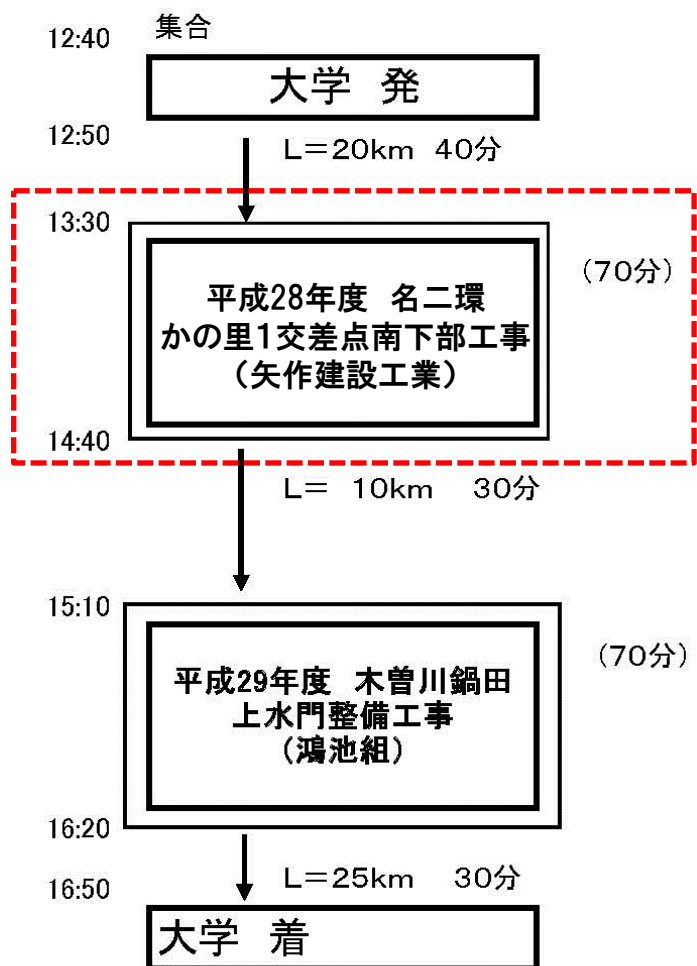 12:40 集合
大学 発
12:50
L=20km 40分
13:30
(70分)
平成28年度 名二環
かの里1交差点南下部工事
(矢作建設工業)
14:40
L= 10km 30分
15:10
(70分)
平成29年度 木曽川鍋田
上水門整備工事
(鴻池組)
16:20
L=25km 30分
16:50
大学 着